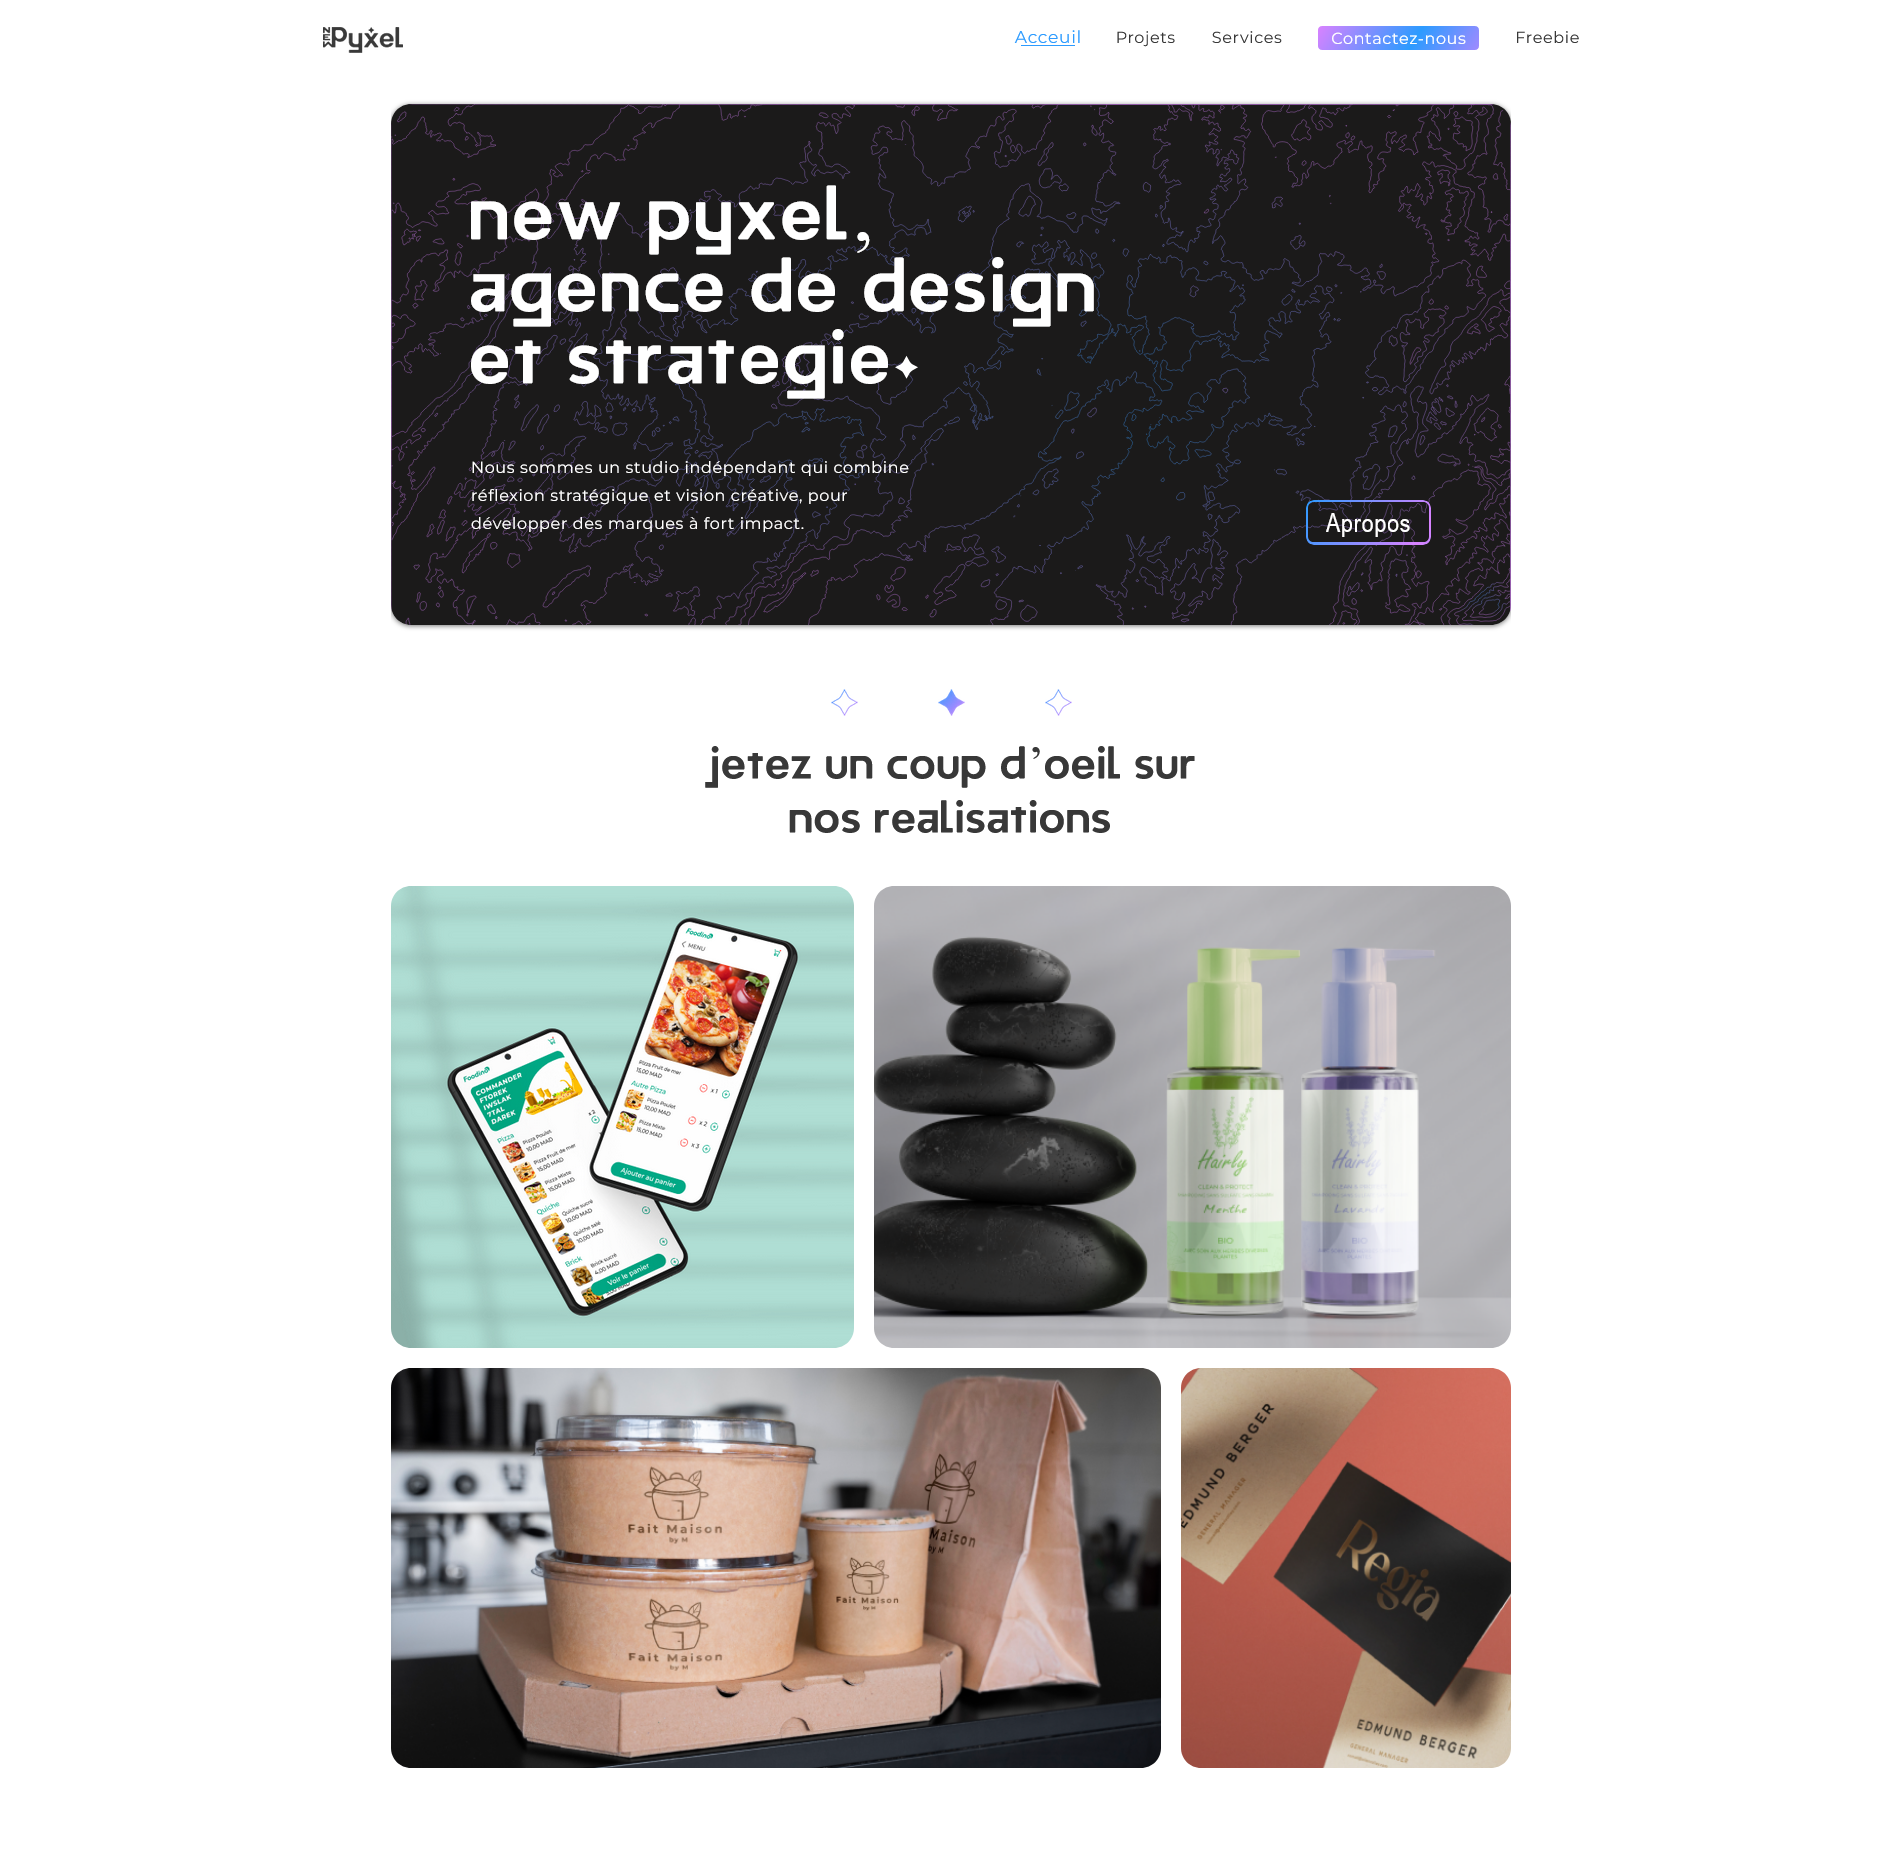 NEW Pyxel
Acceuil
Projets
Services
Contactez-nous
Freebie
new pyxel,
agence de design
et strategie
Nous sommes un studio indépendant qui combine
réflexion stratégique et vision créative, pour
développer des marques à fort impact.
Apropos
jetez un coup d’oeil sur
nos realisations
Foodino
MENU
Pizza Fruit de mer
15,00 MAD
x 1
Autre Pizza
Pizza Poulet
10,00 MAD
x 2
Pizza Mixte
15,00 MAD
x 3
Ajouter au panier
Foodino
COMMANDER
FTOREK
IWSLAK
7TAL
DAREK
x 2
Pizza
Pizza Poulet
10,00 MAD
Pizza Fruit de mer
15,00 MAD
Pizza Mixte
15,00 MAD
Quiche
Quiche sucré
10,00 MAD
Quiche salé
10,00 MAD
Brick
Brick sucré
4,00 MAD
Voir le panier
Hairly
CLEAN & PROTECT
Menthe
BIO
PLANTES
Hairly
CLEAN & PROTECT
Lavande
BIO
PLANTES
Fait Maison
by M
Fait Maison
by M
Fait Maison
by M
Maison
by M
EDMUND BERGER
GENERAL MANAGER
Regia
EDMUND BERGER
GENERAL MANAGER